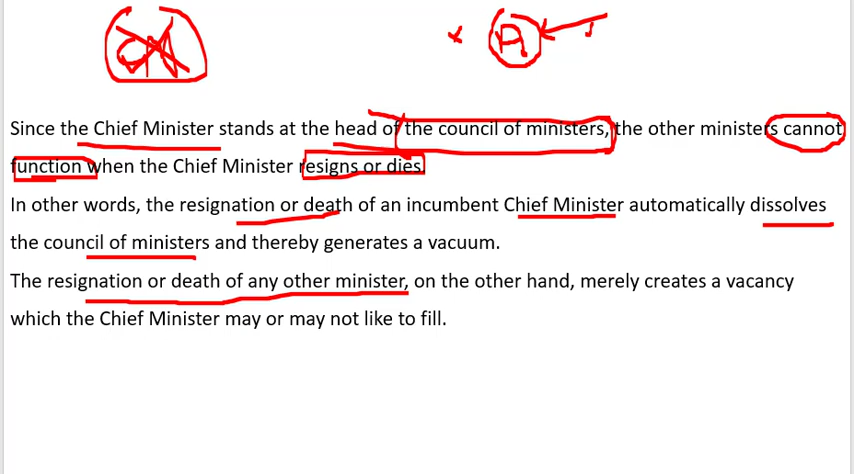 CM
A
Since the Chief Minister stands at the head of the council of ministers, the other ministers cannot
function when the Chief Minister resigns or dies.
In other words, the resignation or death of an incumbent Chief Minister automatically dissolves
the council of ministers and thereby generates a vacuum.
The resignation or death of any other minister, on the other hand, merely creates a vacancy
which the Chief Minister may or may not like to fill.